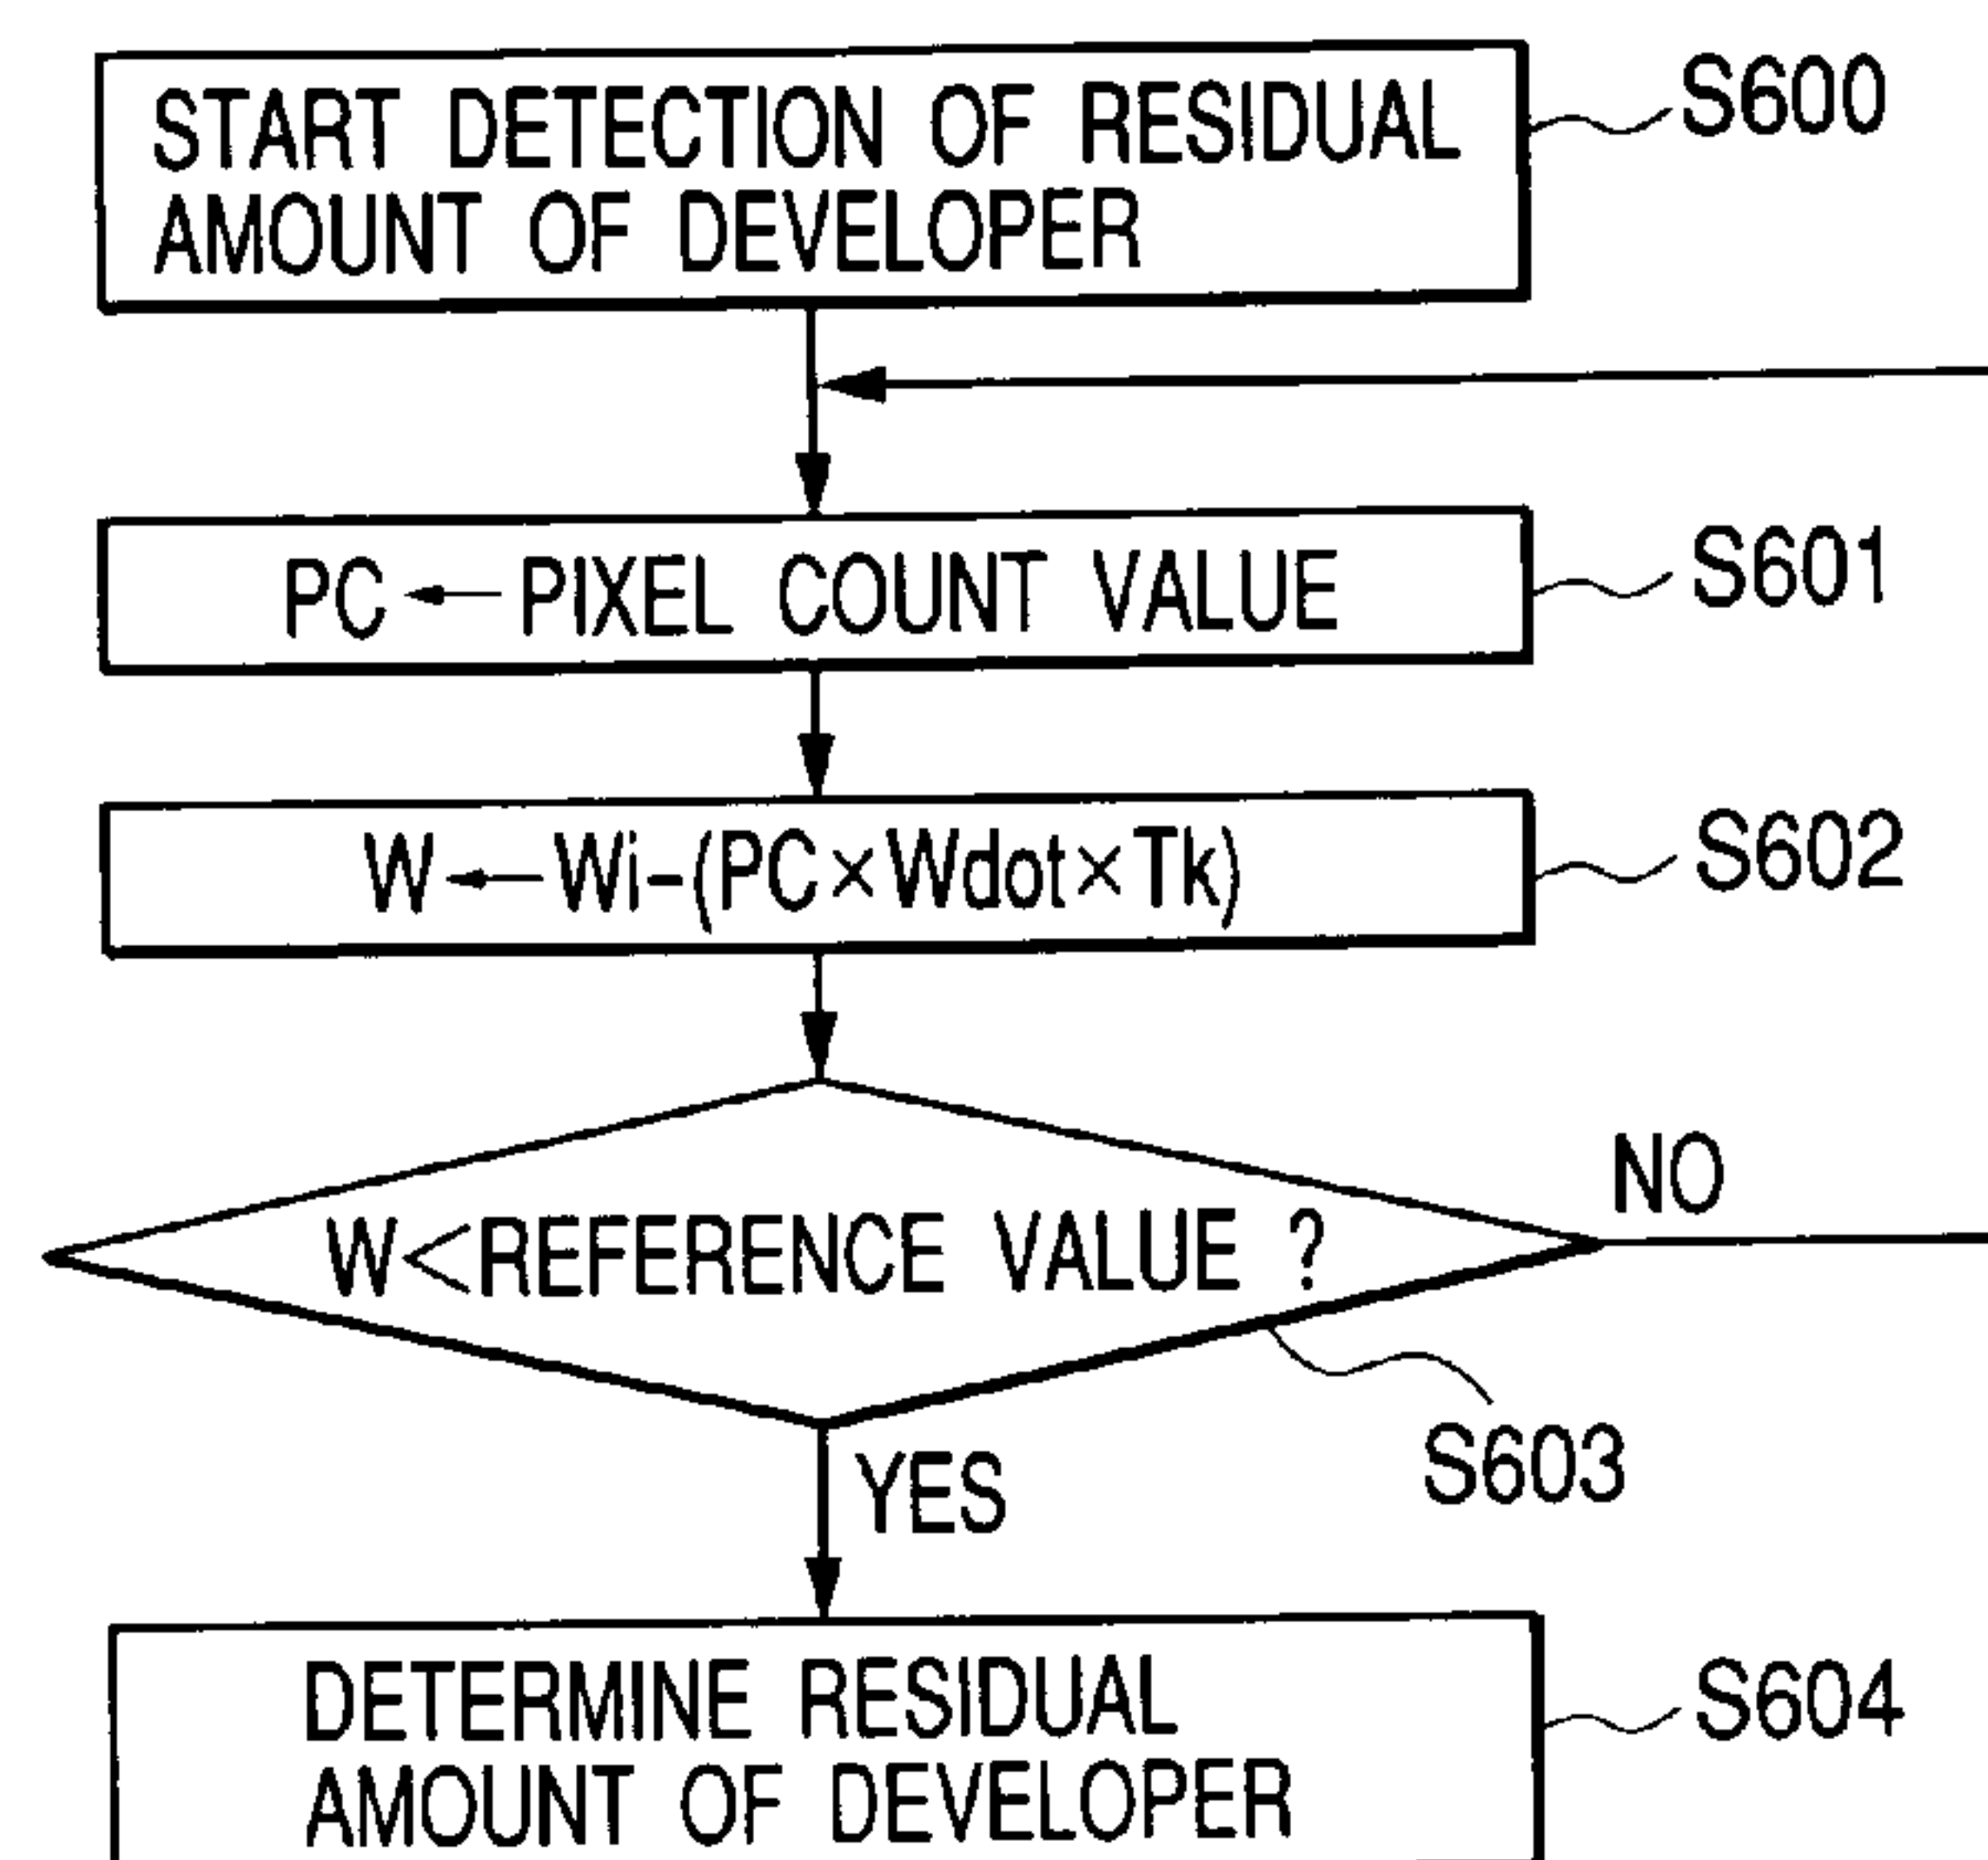 START DETECTION OF RESIDUAL
AMOUNT OF DEVELOPER
S600
PC ← PIXEL COUNT VALUE
S601
W ← Wi-(PC×Wdot×Tk)
S602
W<REFERENCE VALUE ?
NO
S603
YES
DETERMINE RESIDUAL
AMOUNT OF DEVELOPER
S604